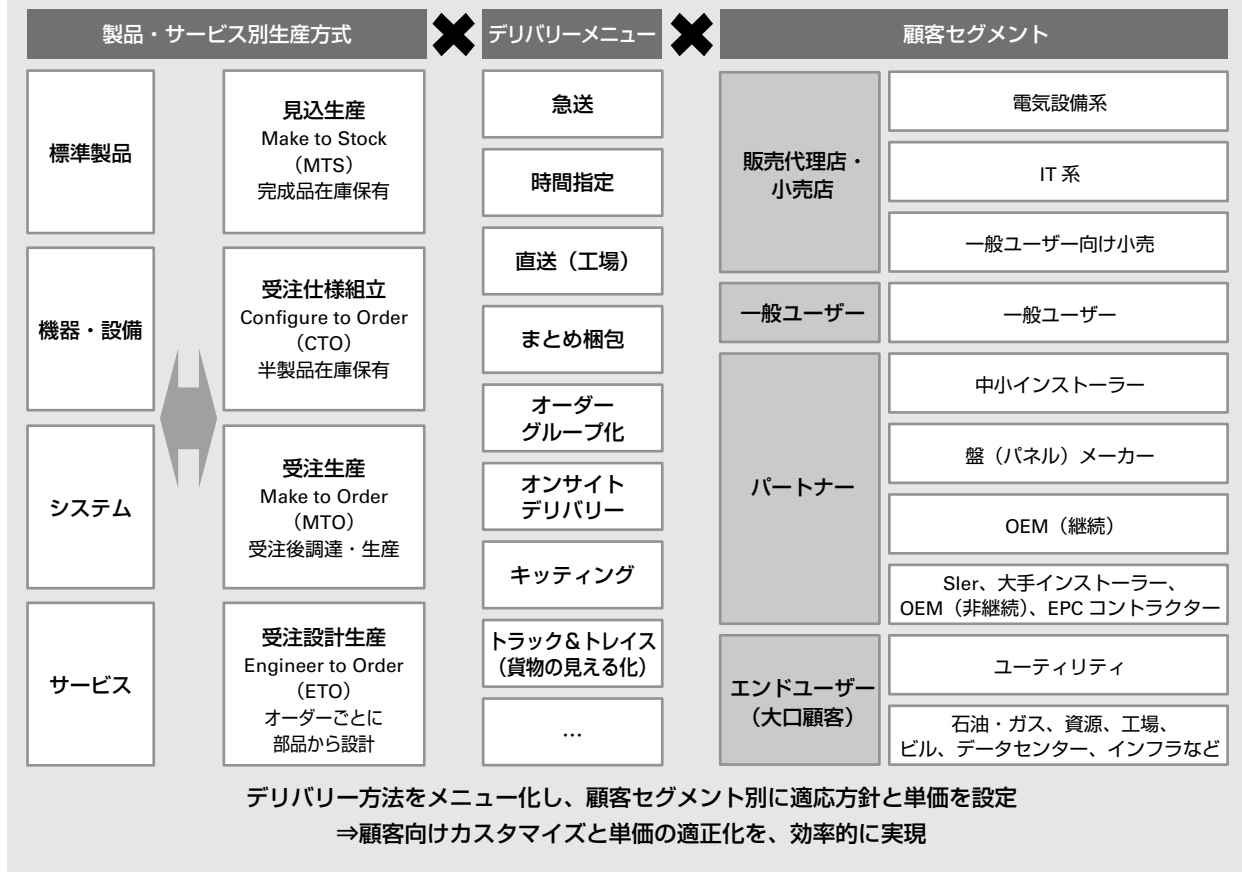 製品・サービス別生産方式
デリバリーメニュー
顧客セグメント
標準製品
機器・設備
システム
サービス
見込生産
Make to Stock
（MTS）
完成品在庫保有
受注仕様組立
Configure to Order
（CTO）
半製品在庫保有
受注生産
Make to Order
（MTO）
受注後調達・生産
受注設計生産
Engineer to Order
（ETO）
オーダーごとに
部品から設計
急送
時間指定
直送（工場）
まとめ梱包
オーダー
グループ化
オンサイト
デリバリー
キッティング
トラック＆トレイス
（貨物の見える化）
…
販売代理店・
小売店
電気設備系
IT 系
一般ユーザー向け小売
一般ユーザー
一般ユーザー
パートナー
中小インストーラー
盤（パネル）メーカー
OEM（継続）
SIer、大手インストーラー、
OEM（非継続）、EPC コントラクター
エンドユーザー
（大口顧客）
ユーティリティ
石油・ガス、資源、工場、
ビル、データセンター、インフラなど
デリバリー方法をメニュー化し、顧客セグメント別に適応方針と単価を設定
⇒顧客向けカスタマイズと単価の適正化を、効率的に実現